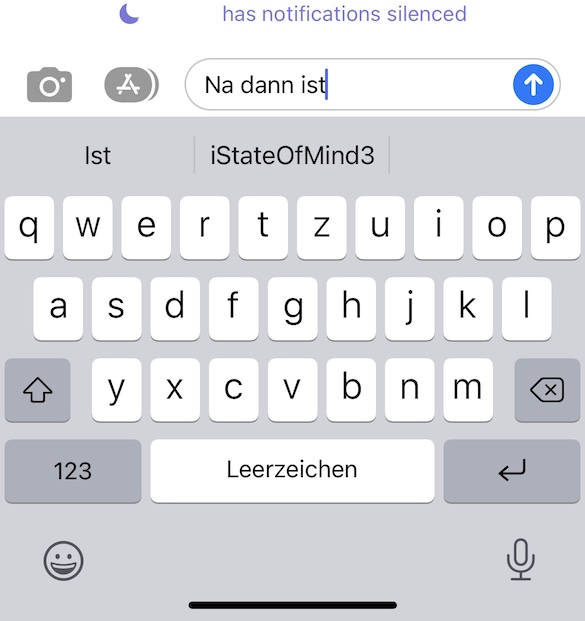 has notifications silenced
Na dann ist
Ist iStateOfMind3
q w e r t z u i o p
a s d f g h j k l
y x c v b n m
123 Leerzeichen